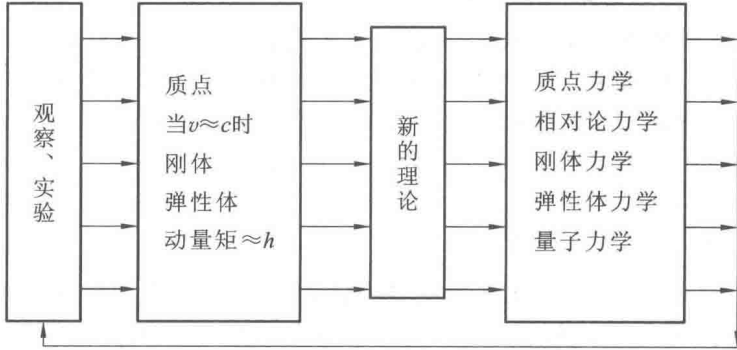 观察、实验
质点
当v≈c时
刚体
弹性体
动量矩≈h
新的理论
质点力学
相对论力学
刚体力学
弹性体力学
量子力学